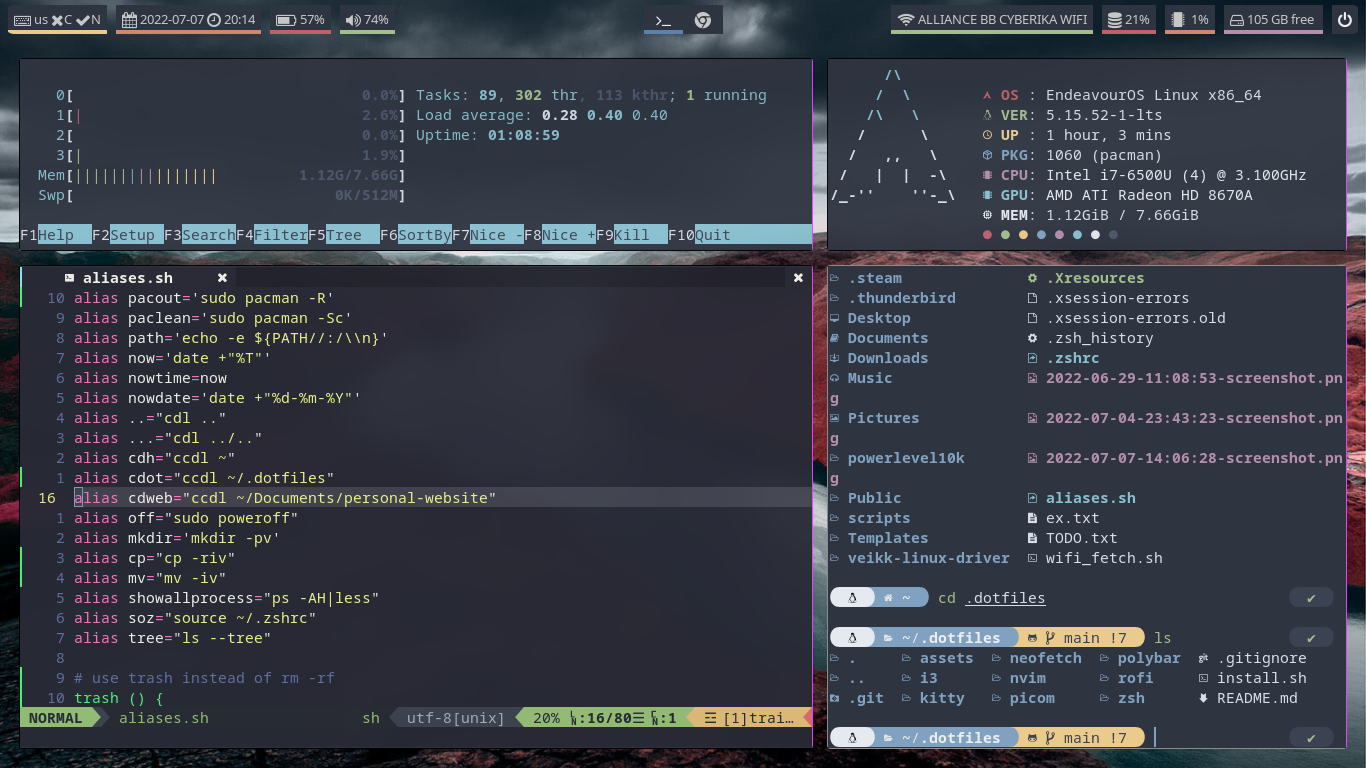 us C N 2022-07-07 20:14 57% 74% >_ ALLIANCE BB CYBERIKA WIFI 21% 1% 105 GB free
0[ 0.0%] Tasks: 89, 302 thr, 113 kthr; 1 running
1[| 2.6%] Load average: 0.28 0.40 0.40
2[ 0.0%] Uptime: 01:08:59
3[| 1.9%]
Mem[|||||||||||||||| 1.12G/7.66G]
Swp[ 0K/512M]
F1Help F2Setup F3SearchF4FilterF5Tree F6SortByF7Nice -F8Nice +F9Kill F10Quit
/\
/ \
/\ \
/ \
/ ,, \
/ | | -\
/_-'' ''-_\
OS : EndeavourOS Linux x86_64
VER: 5.15.52-1-lts
UP : 1 hour, 3 mins
PKG: 1060 (pacman)
CPU: Intel i7-6500U (4) @ 3.100GHz
GPU: AMD ATI Radeon HD 8670A
MEM: 1.12GiB / 7.66GiB
aliases.sh
10 alias pacout='sudo pacman -R'
9 alias paclean='sudo pacman -Sc'
8 alias path='echo -e ${PATH//:/\\n}'
7 alias now='date +"%T"'
6 alias nowtime=now
5 alias nowdate='date +"%d-%m-%Y"'
4 alias ..="cdl .."
3 alias ...="cdl ../.."
2 alias cdh="ccdl ~"
1 alias cdot="ccdl ~/.dotfiles"
16 alias cdweb="ccdl ~/Documents/personal-website"
1 alias off="sudo poweroff"
2 alias mkdir='mkdir -pv'
3 alias cp="cp -riv"
4 alias mv="mv -iv"
5 alias showallprocess="ps -AH|less"
6 alias soz="source ~/.zshrc"
7 alias tree="ls --tree"
8
9 # use trash instead of rm -rf
10 trash () {
NORMAL aliases.sh sh utf-8[unix] 20% :16/80☰ :1 ☲ [1]trai…
.steam .Xresources
.thunderbird .xsession-errors
Desktop .xsession-errors.old
Documents .zsh_history
Downloads .zshrc
Music 2022-06-29-11:08:53-screenshot.pn
g
Pictures 2022-07-04-23:43:23-screenshot.pn
g
powerlevel10k 2022-07-07-14:06:28-screenshot.pn
g
Public aliases.sh
scripts ex.txt
Templates TODO.txt
veikk-linux-driver wifi_fetch.sh
~ cd .dotfiles ✔
~/.dotfiles main !7 ls ✔
. assets neofetch polybar .gitignore
.. i3 nvim rofi install.sh
.git kitty picom zsh README.md
~/.dotfiles main !7 ✔